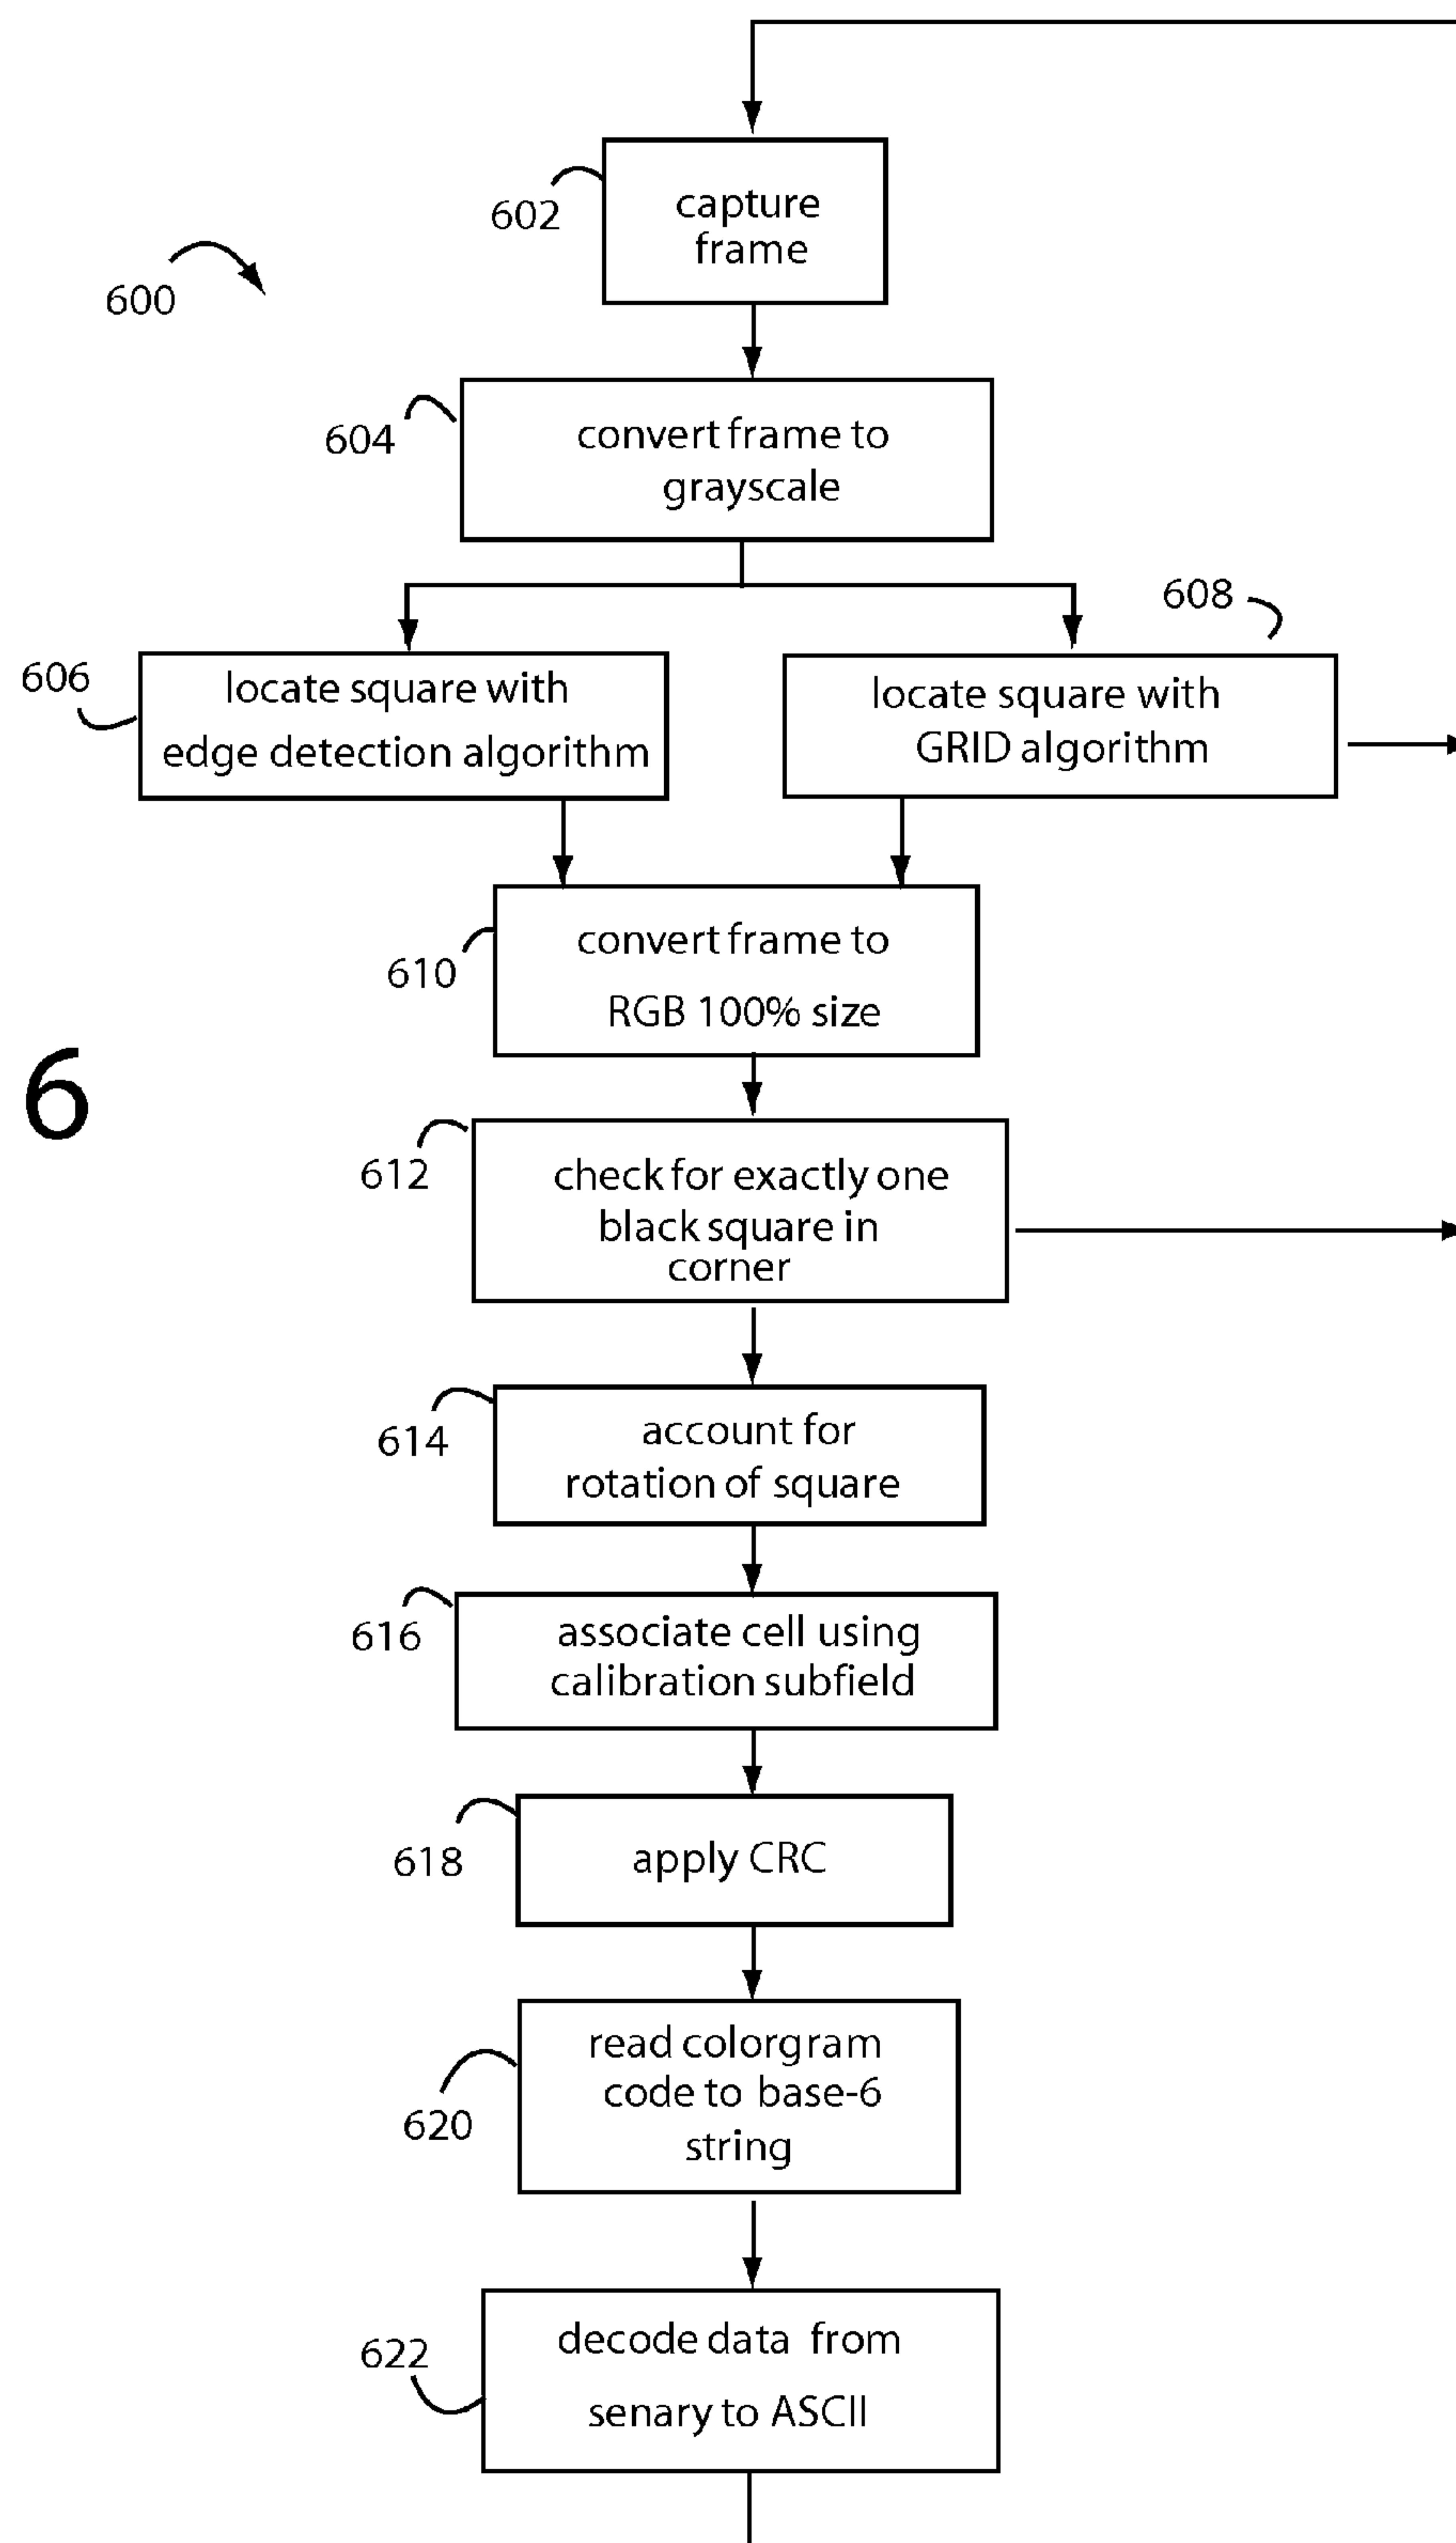 602
capture
frame
600
604
convert frame to
grayscale
608
606
locate square with
edge detection algorithm
locate square with
GRID algorithm
610
convert frame to
RGB 100% size
6
612
check for exactly one
black square in
corner
614
account for
rotation of square
616
associate cell using
calibration subfield
618
apply CRC
620
read colorgram
code to base-6
string
622
decode data from
senary to ASCII